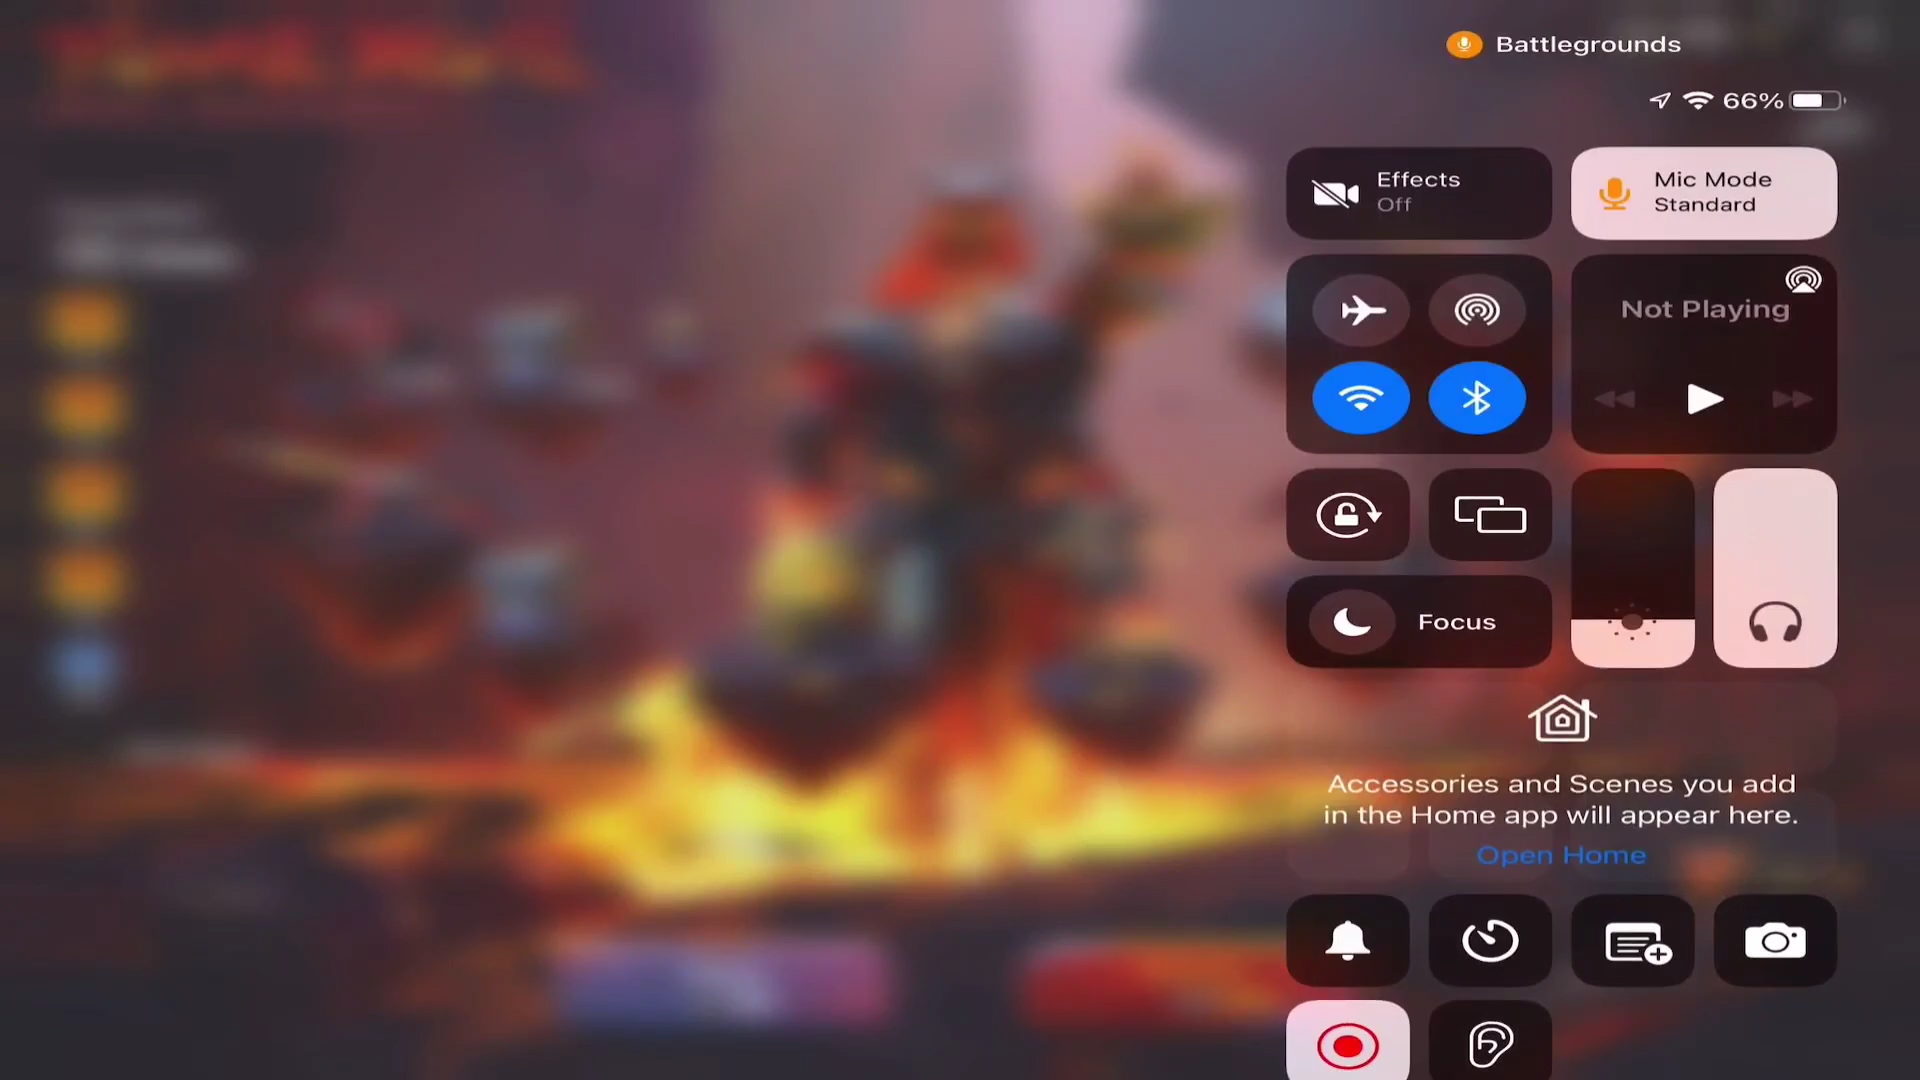 Battlegrounds
66%
Effects
Off
Mic Mode
Standard
Not Playing
Focus
Accessories and Scenes you add
in the Home app will appear here.
Open Home